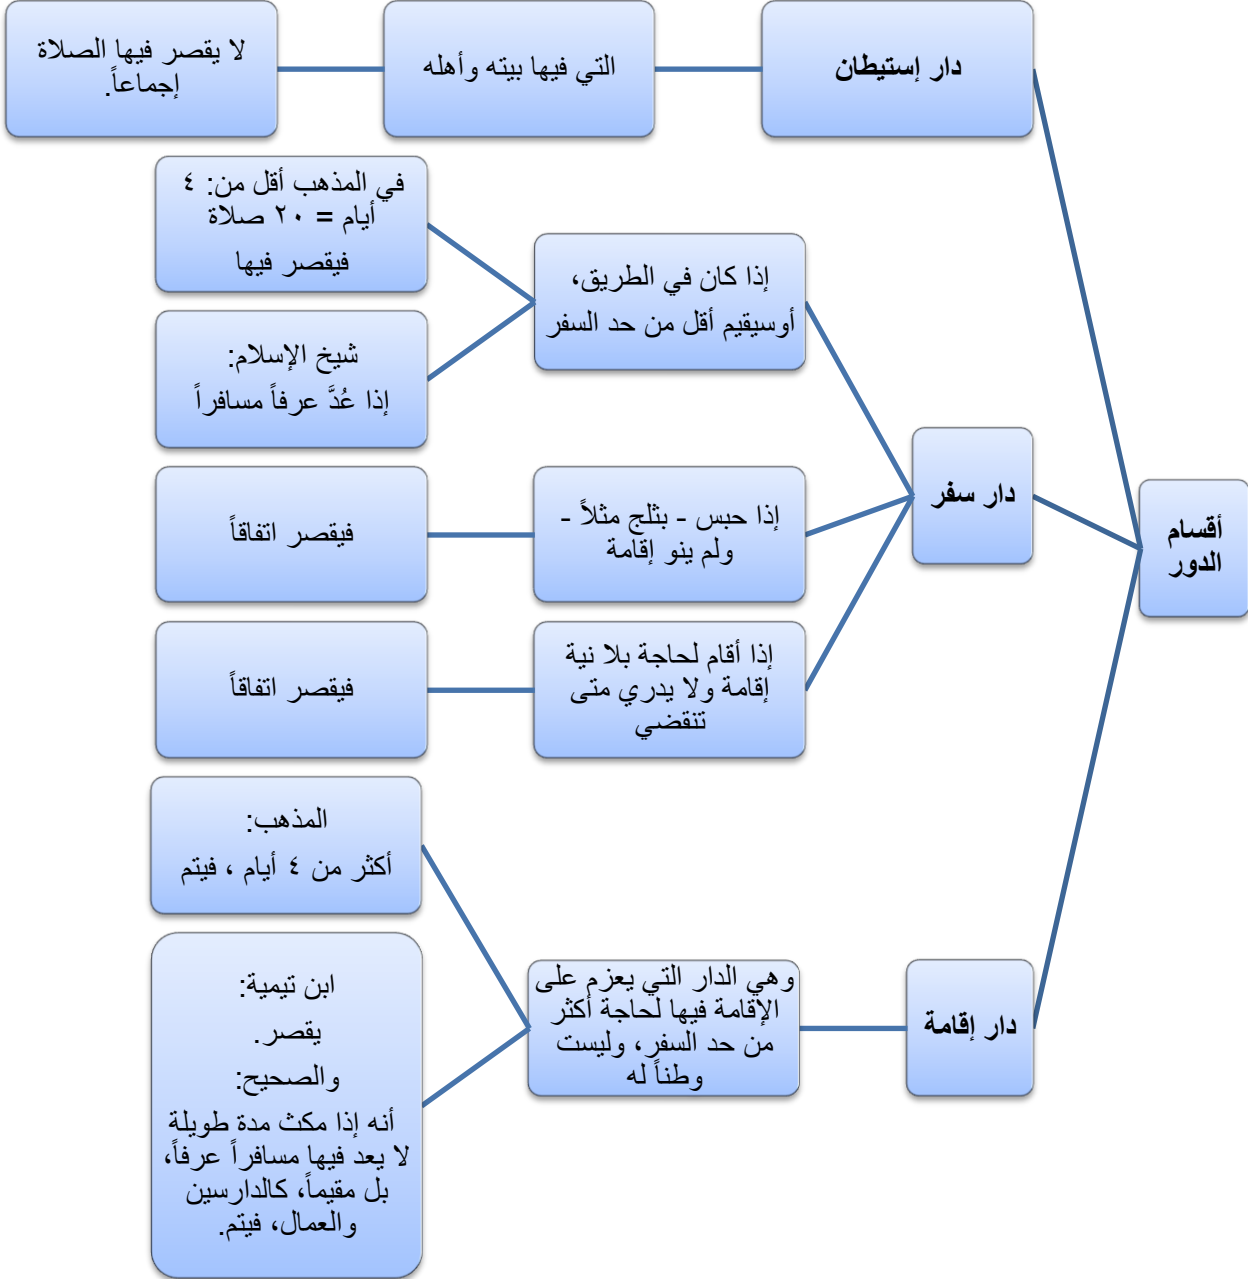 أقسام
الدور
دار إستيطان
التي فيها بيته وأهله
لا يقصر فيها الصلاة
إجماعاً.
دار سفر
إذا كان في الطريق،
أوسيقيم أقل من حد السفر
في المذهب أقل من: ٤
أيام = ٢٠ صلاة
فيقصر فيها
شيخ الإسلام:
إذا عُدَّ عرفاً مسافراً
إذا حبس - بثلج مثلاً -
ولم ينو إقامة
فيقصر اتفاقاً
إذا أقام لحاجة بلا نية
إقامة ولا يدري متى
تنقضي
فيقصر اتفاقاً
دار إقامة
وهي الدار التي يعزم على
الإقامة فيها لحاجة أكثر
من حد السفر، وليست
وطناً له
المذهب:
أكثر من ٤ أيام ، فيتم
ابن تيمية:
يقصر.
والصحيح:
أنه إذا مكث مدة طويلة
لا يعد فيها مسافراً عرفاً،
بل مقيماً، كالدارسين
والعمال، فيتم.